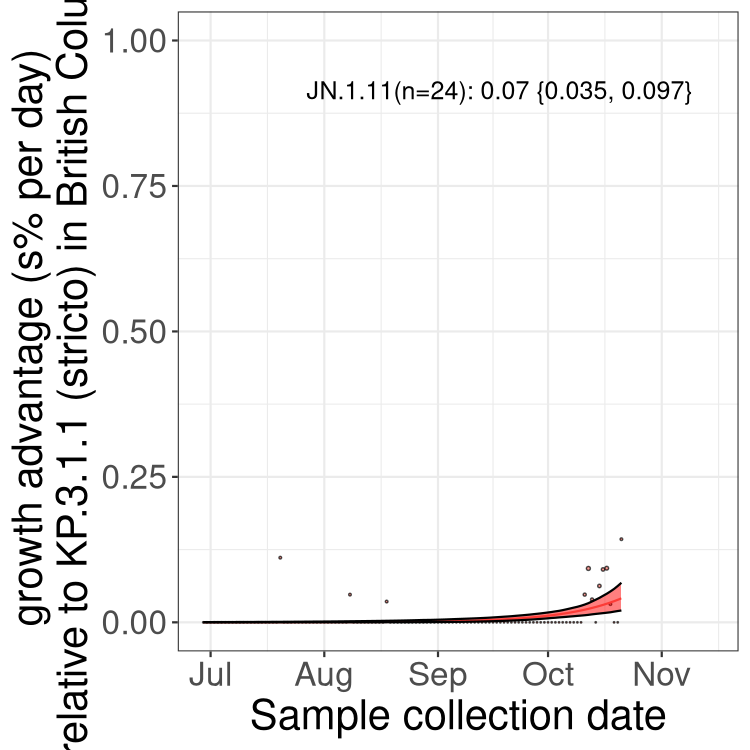 growth advantage (s% per day)
relative to KP.3.1.1 (stricto) in British Colu
1.00
0.75
0.50
0.25
0.00
JN.1.11(n=24): 0.07 {0.035, 0.097}
Jul Aug Sep Oct Nov
Sample collection date